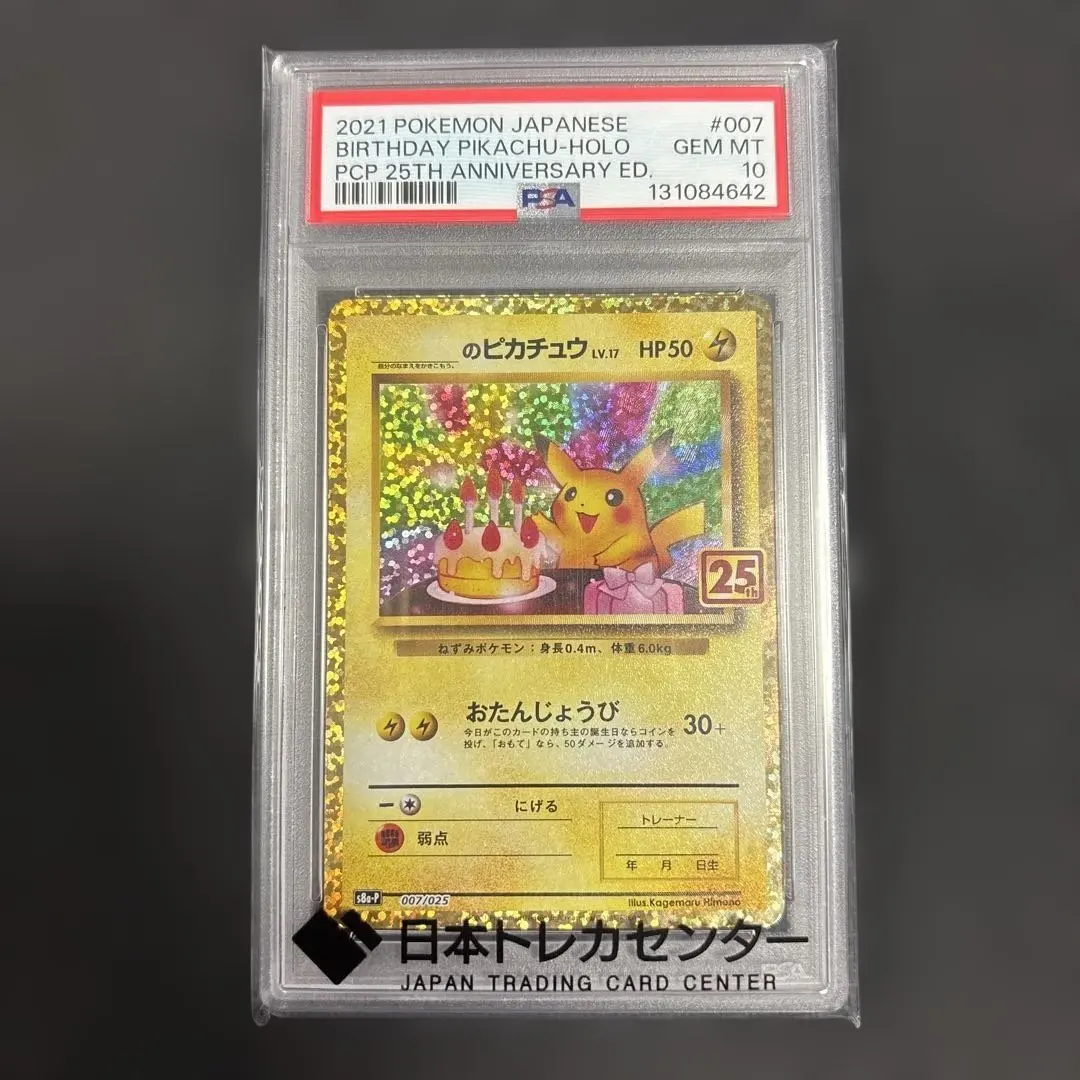 2021 POKEMON JAPANESE #007
BIRTHDAY PIKACHU-HOLO GEM MT
PCP 25TH ANNIVERSARY ED. 10
PSA 131084642
のピカチュウ LV.17 HP50
自分のなまえをかきこもう。
25th
ねずみポケモン：身長0.4m、体重6.0kg
おたんじょうび 30+
今日がこのカードの持ち主の誕生日ならコインを
投げ、「おもて」なら、50ダメージを追加する。
にげる
弱点
トレーナー
年 月 日生
s8a-P 007/025 Illus.Kagemaru Himeno
日本トレカセンター
PSA
JAPAN TRADING CARD CENTER